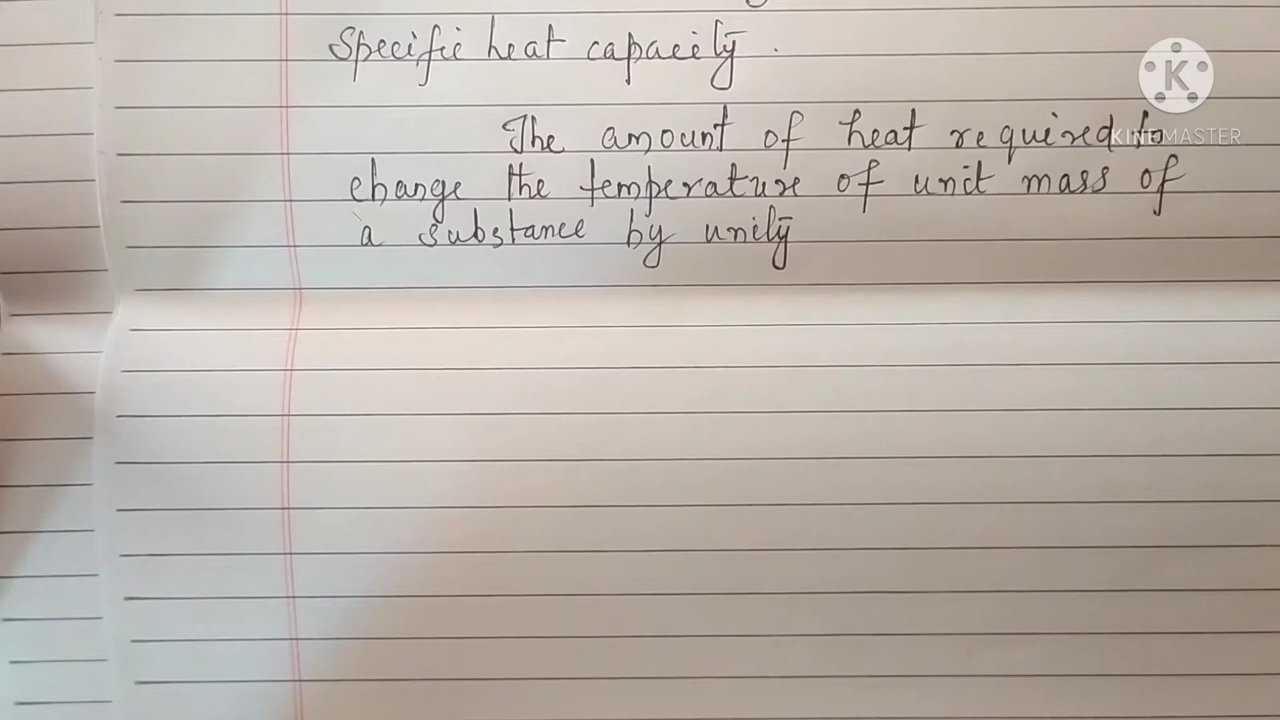 Specific heat capacity.
The amount of heat required to
change the temperature of unit mass of
a substance by unity
K
KINEMASTER